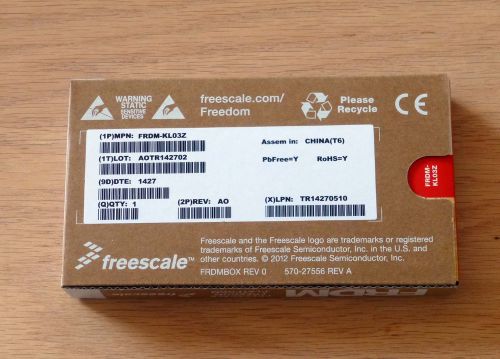 WARNING
STATIC
SENSITIVE
DEVICES
freescale.com/
Freedom
Please
Recycle
CE
(1P)MPN: FRDM-KL03Z
Assem in: CHINA(T6)
(1T)LOT: AOTR142702
PbFree=Y RoHS=Y
(9D)DTE: 1427
(Q)QTY: 1
(2P)REV: AO
(X)LPN: TR14270510
FRDM-
KL03Z
freescale™
Freescale and the Freescale logo are trademarks or registered
trademarks of Freescale Semiconductor, Inc. in the U.S. and
other countries. © 2012 Freescale Semiconductor, Inc.
FRDMBOX REV 0 570-27556 REV A
FRDM